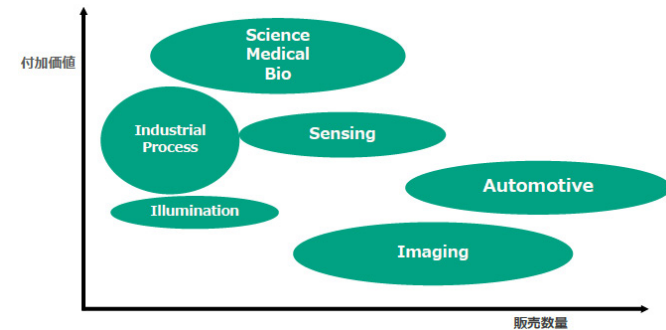 付加価値
Science
Medical
Bio
Industrial
Process
Sensing
Automotive
Illumination
Imaging
販売数量